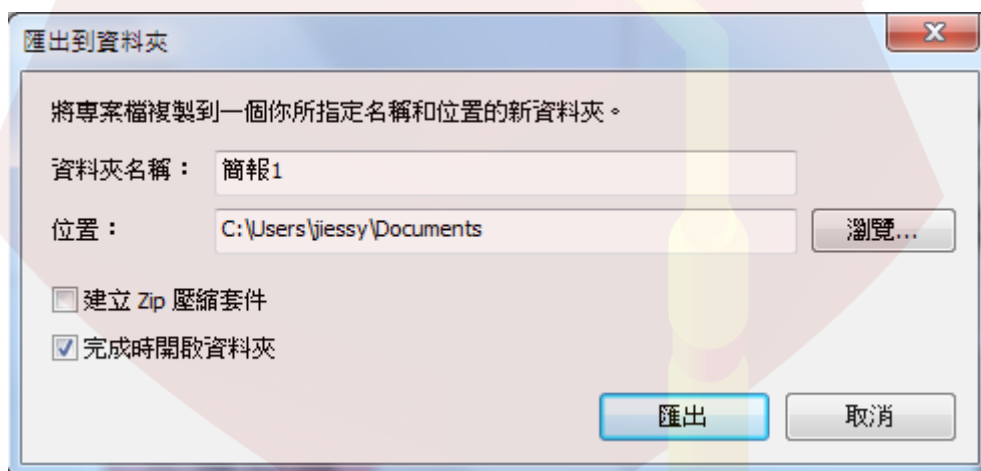 匯出到資料夾
將專案檔複製到一個你所指定名稱和位置的新資料夾。
資料夾名稱：
簡報1
位置：
C:\Users\jiessy\Documents
瀏覽...
建立 Zip 壓縮套件
完成時開啟資料夾
匯出
取消